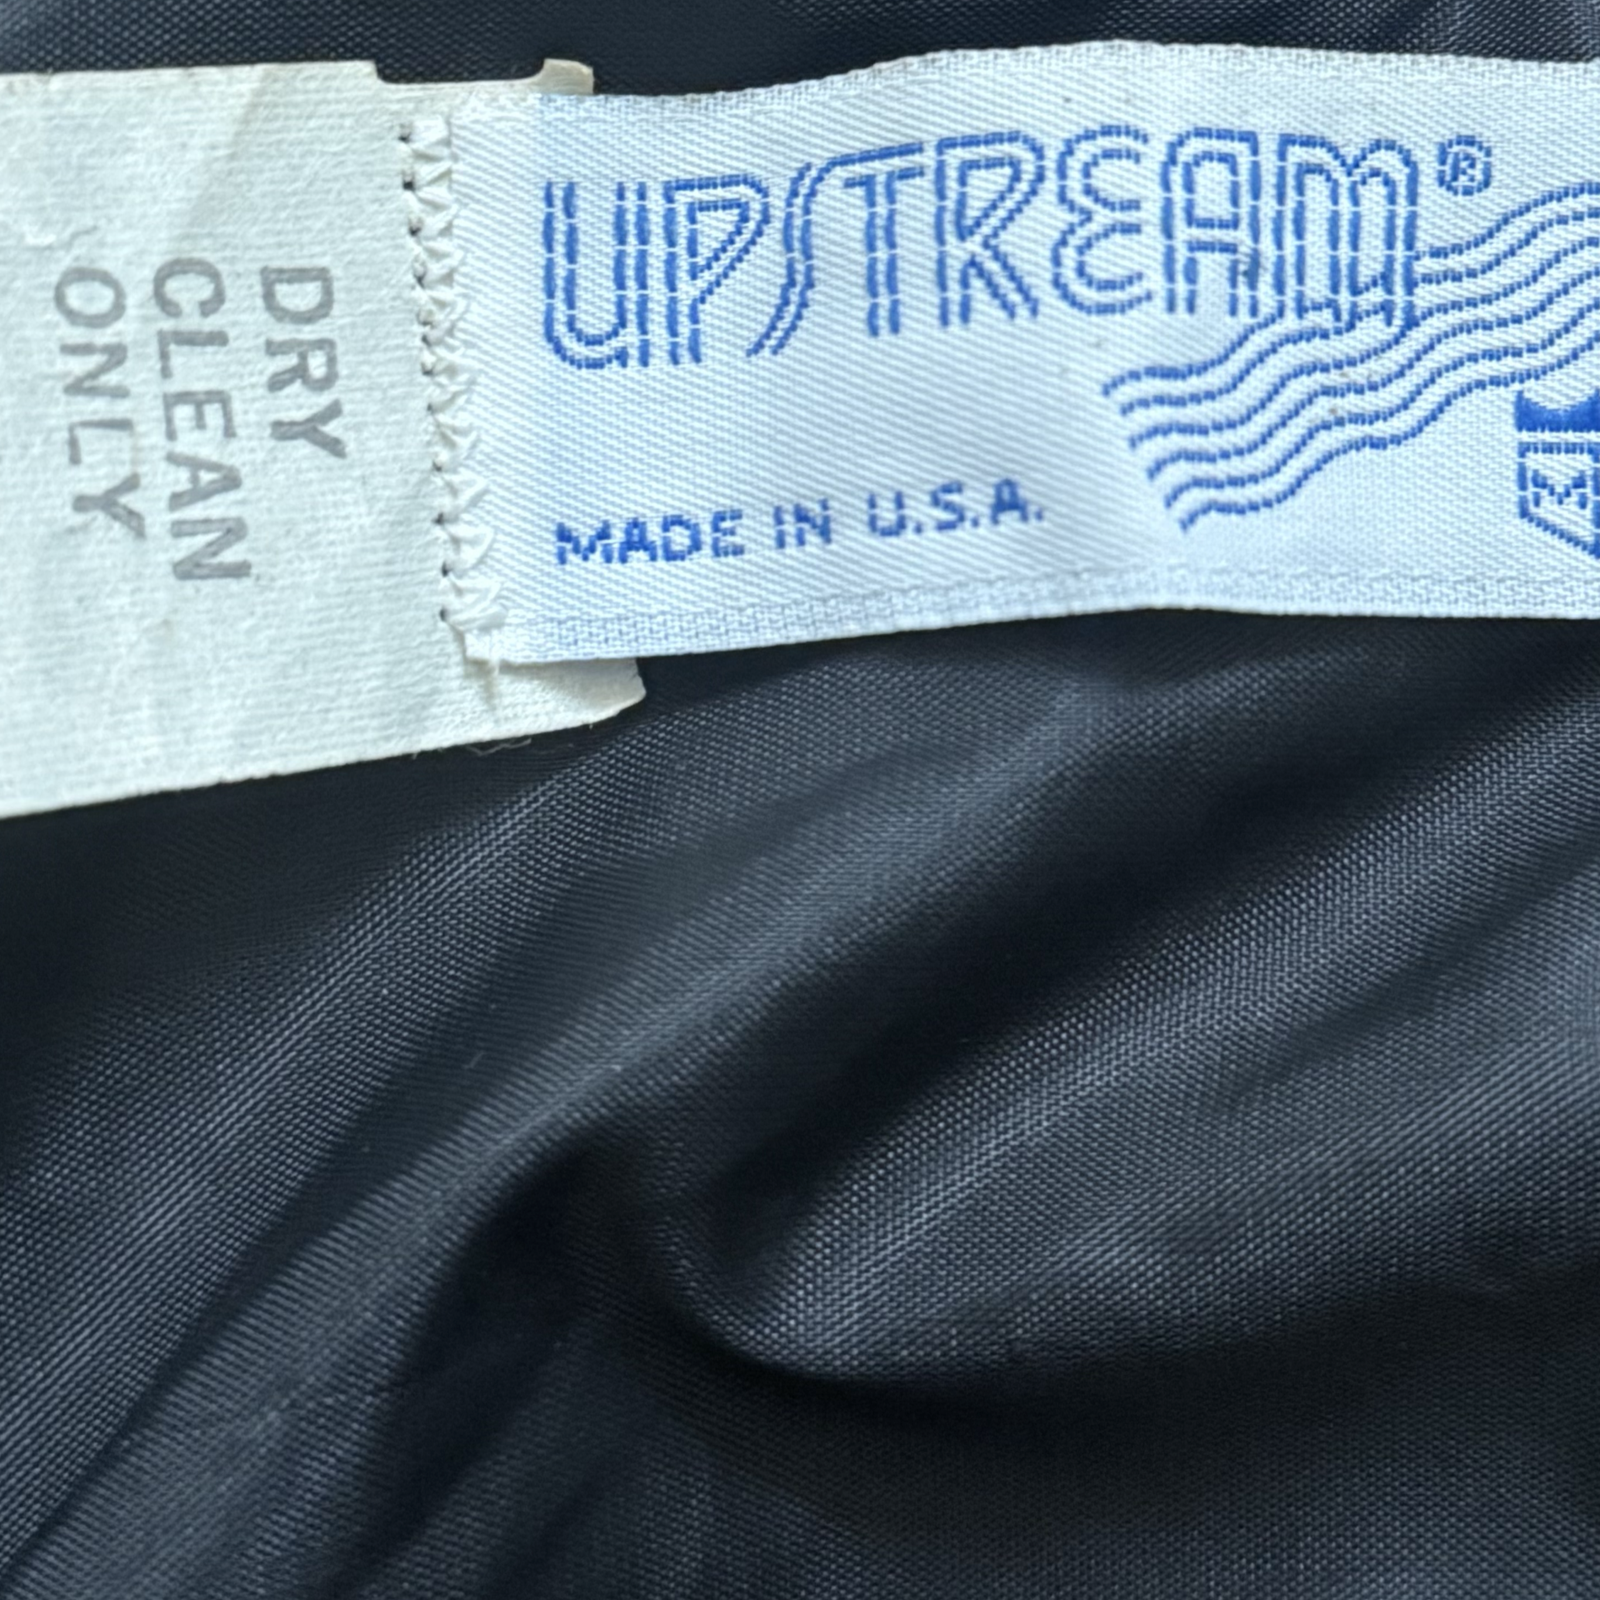 DRY
CLEAN
ONLY
UPSTREAM®
MADE IN U.S.A.
M